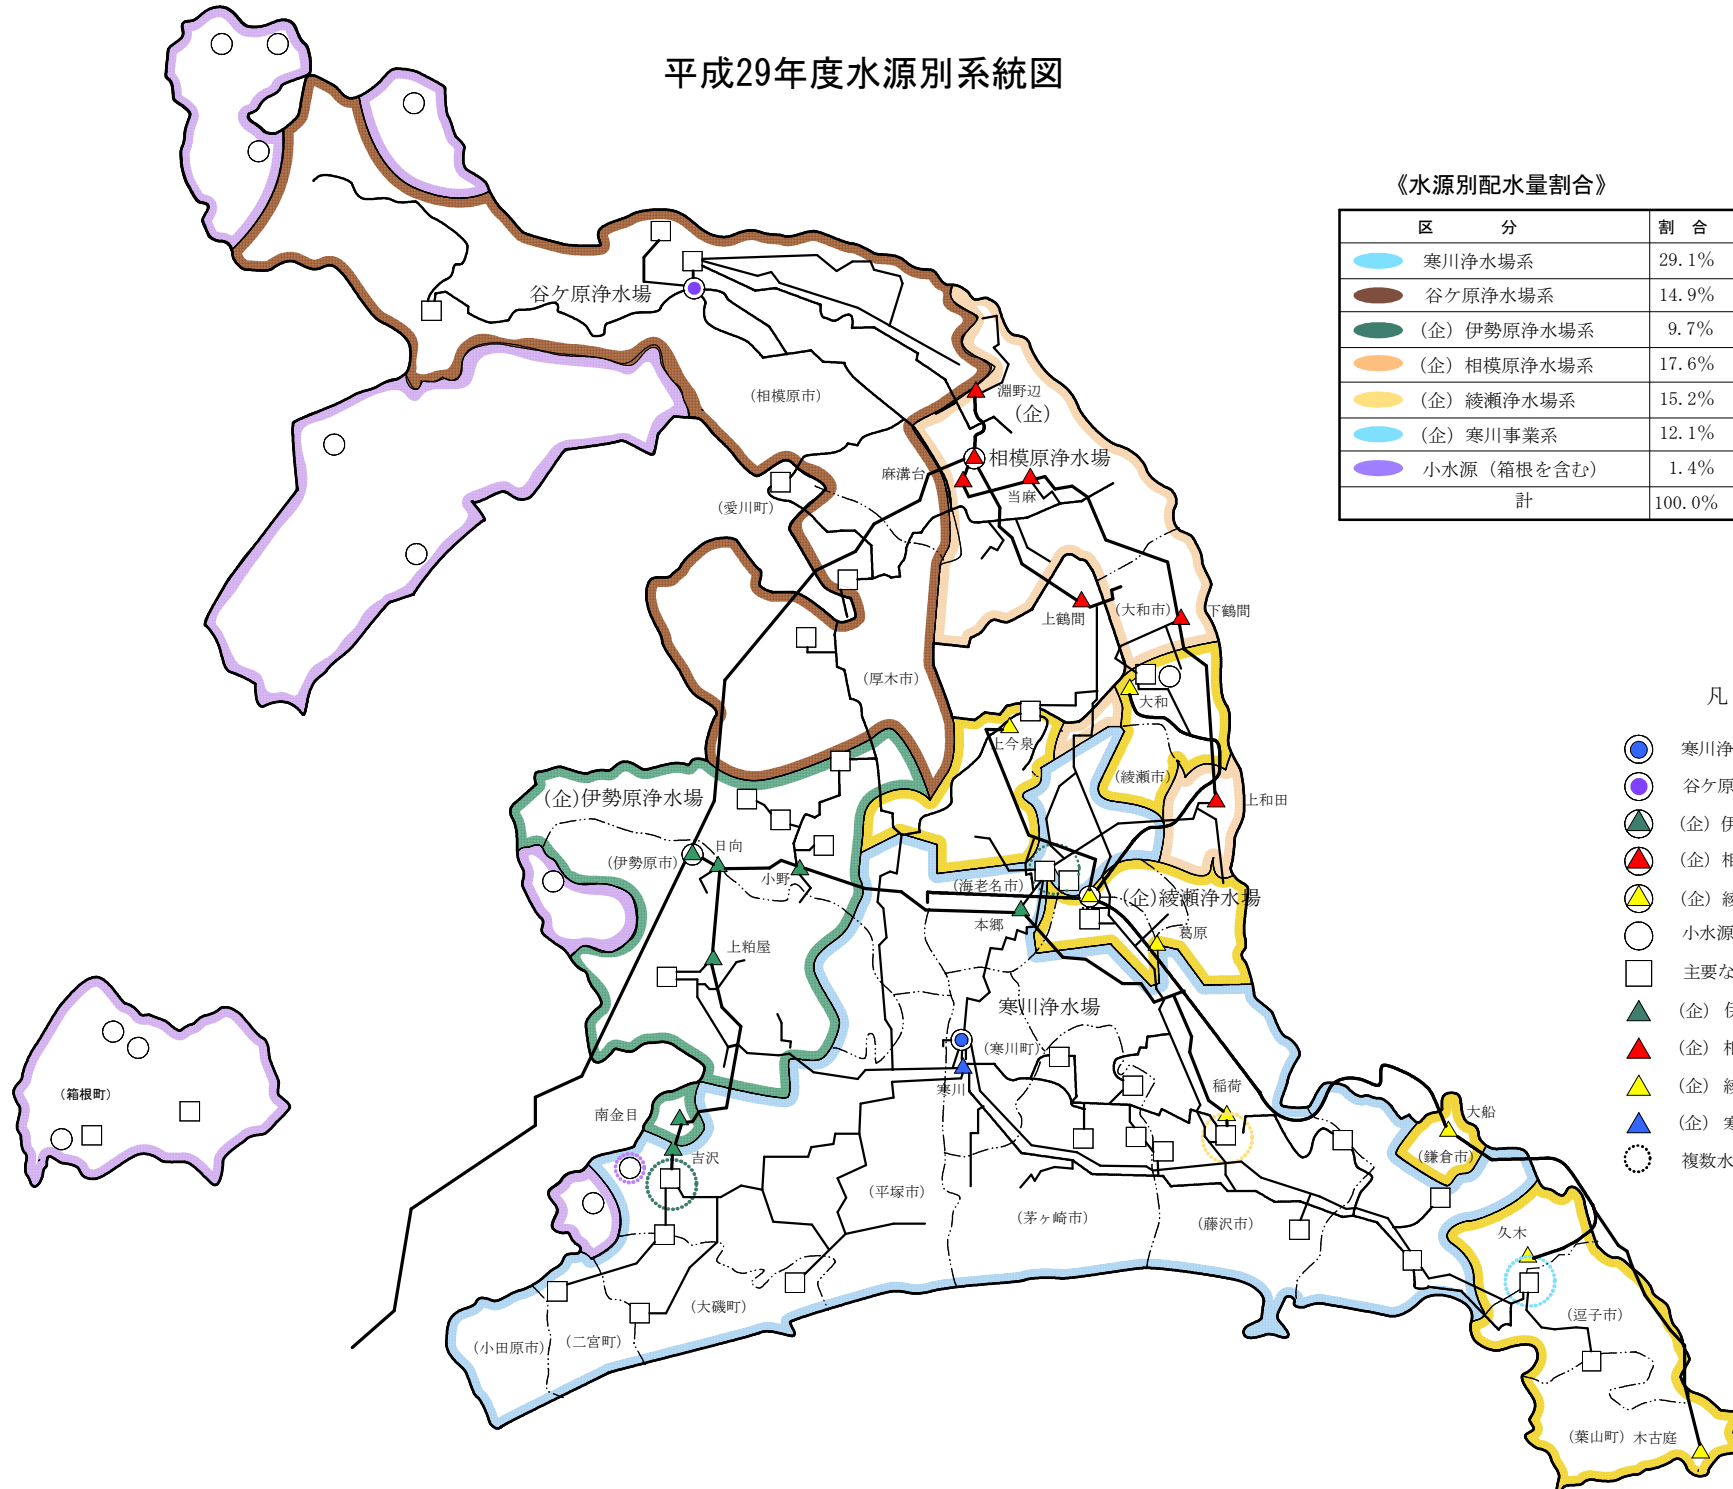 平成29年度水源別系統図
《水源別配水量割合》
区 分 割 合
寒川浄水場系 29.1%
谷ケ原浄水場系 14.9%
(企) 伊勢原浄水場系 9.7%
(企) 相模原浄水場系 17.6%
(企) 綾瀬浄水場系 15.2%
(企) 寒川事業系 12.1%
小水源（箱根を含む） 1.4%
計 100.0%
谷ケ原浄水場
(相模原市)
淵野辺
(企)
相模原浄水場
麻溝台
当麻
(愛川町)
上鶴間
(大和市)
下鶴間
(厚木市)
大和
上今泉
(綾瀬市)
上和田
(企)伊勢原浄水場
日向
(伊勢原市)
小野
(海老名市)
(企)綾瀬浄水場
本郷
葛原
上粕屋
寒川浄水場
(寒川町)
寒川
稲荷
(箱根町)
南金目
吉沢
大船
(鎌倉市)
(平塚市)
(茅ヶ崎市)
(藤沢市)
久木
(大磯町)
(逗子市)
(小田原市)
(二宮町)
(葉山町)
木古庭
凡
寒川浄
谷ケ原
(企) 伊
(企) 相
(企) 綾
小水源
主要な
(企) 伊
(企) 相
(企) 綾
(企) 寒
複数水